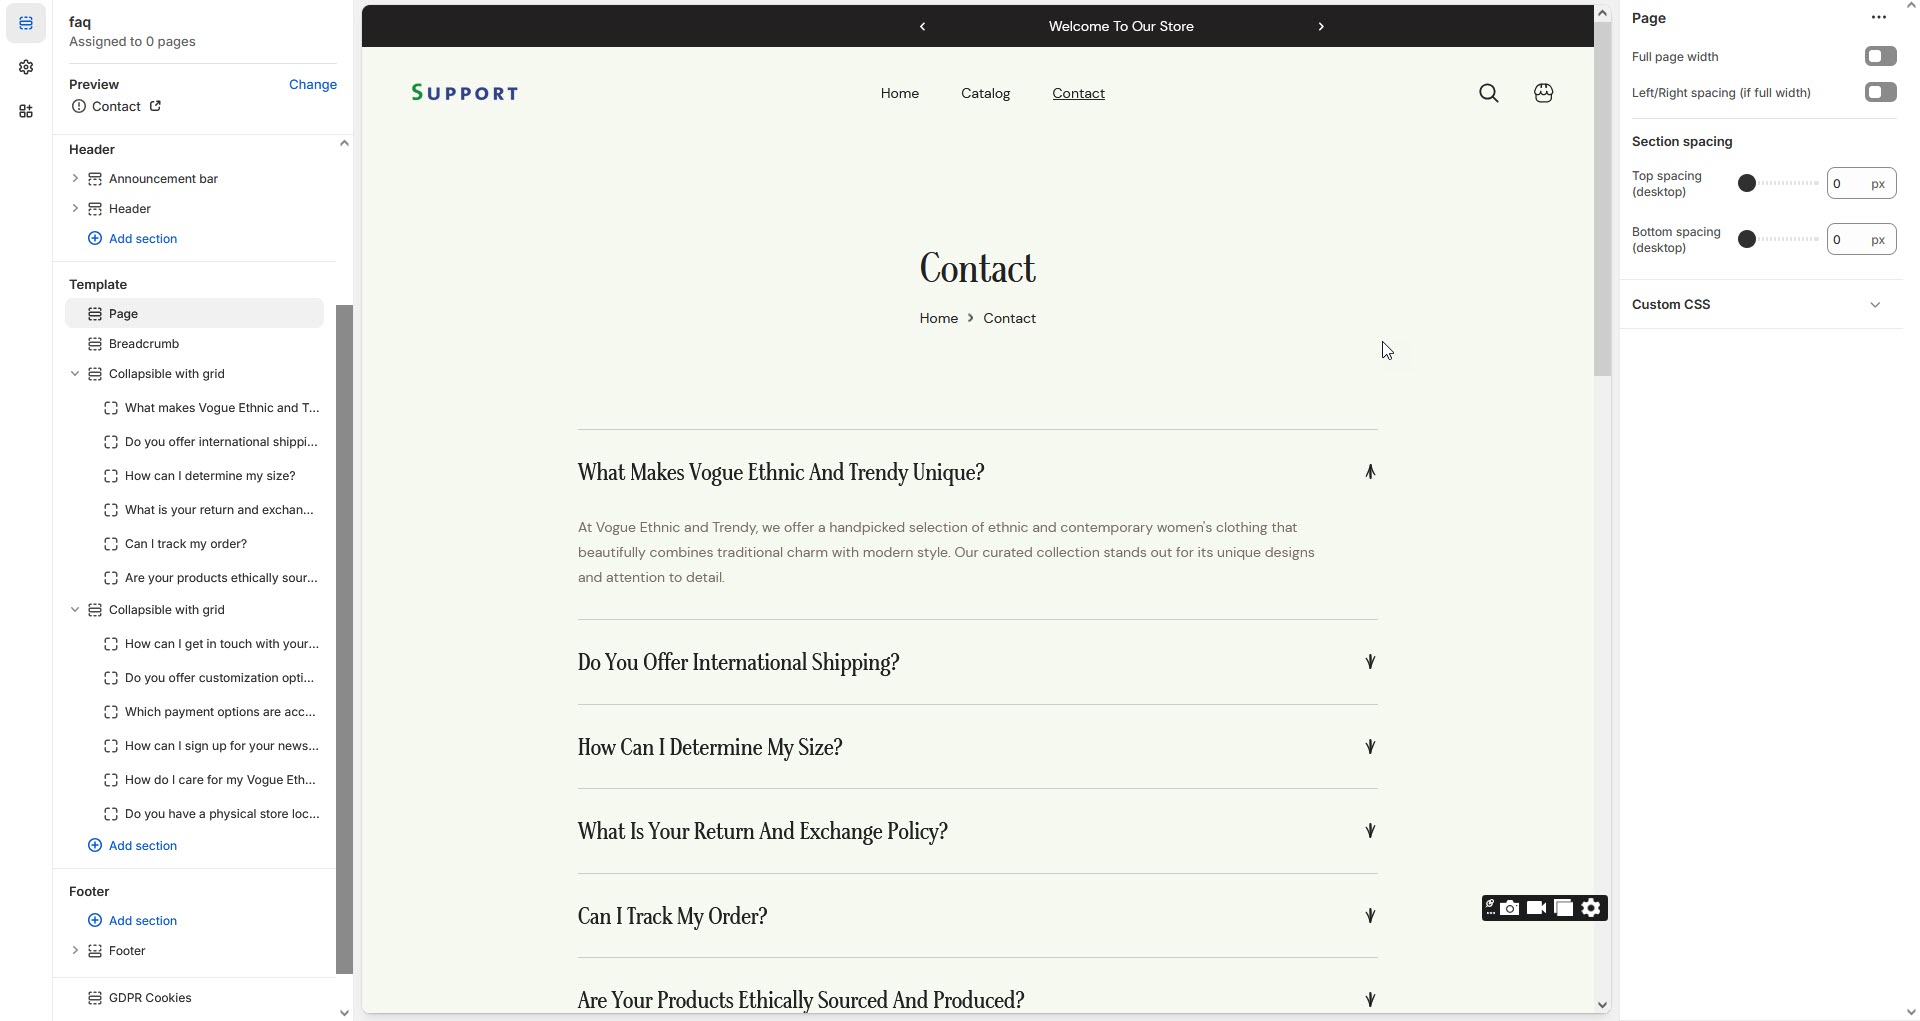 faq
Assigned to 0 pages
Preview
Change
Contact
Header
Announcement bar
Header
Add section
Template
Page
Breadcrumb
Collapsible with grid
What makes Vogue Ethnic and T...
Do you offer international shippi...
How can I determine my size?
What is your return and exchan...
Can I track my order?
Are your products ethically sour...
Collapsible with grid
How can I get in touch with your...
Do you offer customization opti...
Which payment options are acc...
How can I sign up for your news...
How do I care for my Vogue Eth...
Do you have a physical store loc...
Add section
Footer
Add section
Footer
GDPR Cookies
Welcome To Our Store
SUPPORT
Home
Catalog
Contact
Contact
Home > Contact
What Makes Vogue Ethnic And Trendy Unique?
At Vogue Ethnic and Trendy, we offer a handpicked selection of ethnic and contemporary women's clothing that
beautifully combines traditional charm with modern style. Our curated collection stands out for its unique designs
and attention to detail.
Do You Offer International Shipping?
How Can I Determine My Size?
What Is Your Return And Exchange Policy?
Can I Track My Order?
Are Your Products Ethically Sourced And Produced?
Page
Full page width
Left/Right spacing (if full width)
Section spacing
Top spacing
(desktop)
0 px
Bottom spacing
(desktop)
0 px
Custom CSS